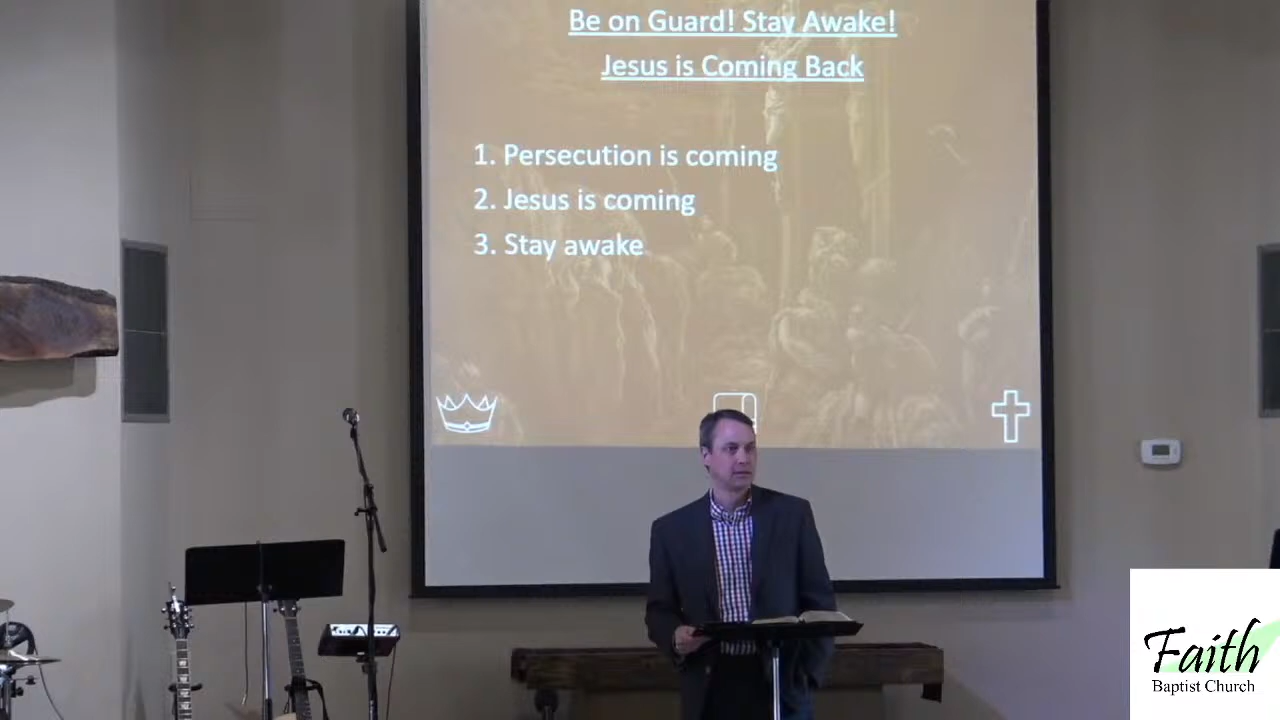 Be on Guard! Stay Awake!
Jesus is Coming Back
1. Persecution is coming
2. Jesus is coming
3. Stay awake
Faith
Baptist Church